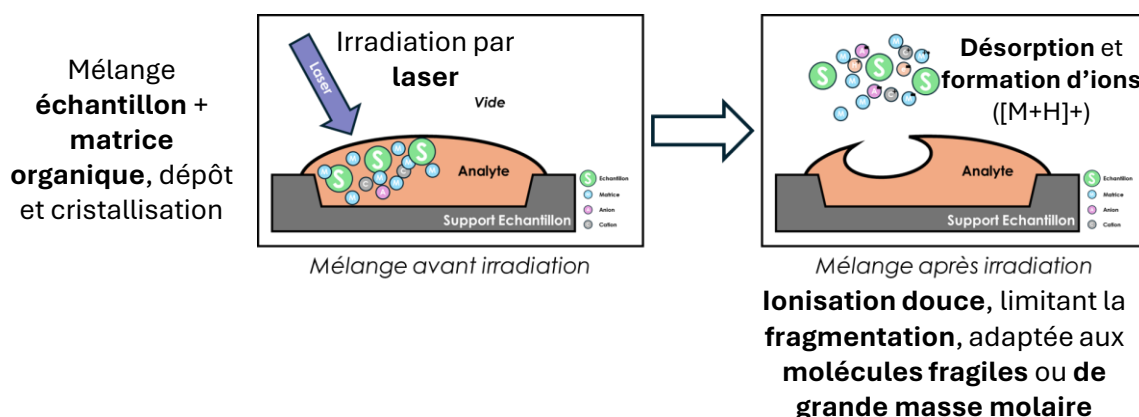 Mélange
échantillon +
matrice
organique, dépôt
et cristallisation
Laser
Irradiation par
laser
Vide
M
S
C
A
Analyte
Support Echantillon
S Echantillon
M Matrice
A Anion
C Cation
Mélange avant irradiation
Désorption et
formation d'ions
([M+H]+)
S
M
A
C
Analyte
Support Echantillon
S Echantillon
M Matrice
A Anion
C Cation
Mélange après irradiation
Ionisation douce, limitant la
fragmentation, adaptée aux
molécules fragiles ou de
grande masse molaire